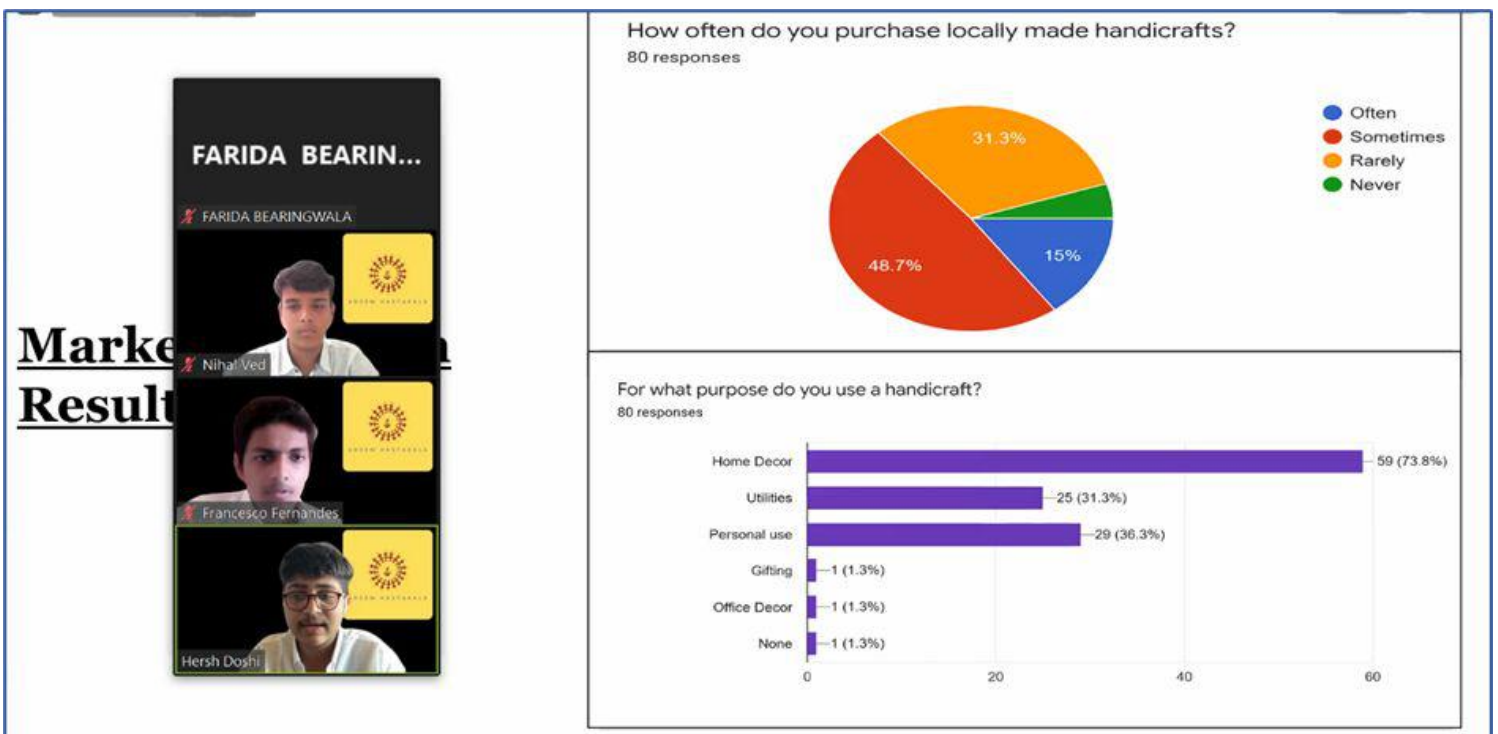 Marke
Result
FARIDA BEARIN...
FARIDA BEARINGWALA
Nihal Ved
Francesco Fernandes
Hersh Doshi
How often do you purchase locally made handicrafts?
80 responses
31.3%
48.7%
15%
Often
Sometimes
Rarely
Never
For what purpose do you use a handicraft?
80 responses
Home Decor 59 (73.8%)
Utilities 25 (31.3%)
Personal use 29 (36.3%)
Gifting 1 (1.3%)
Office Decor 1 (1.3%)
None 1 (1.3%)
0 20 40 60